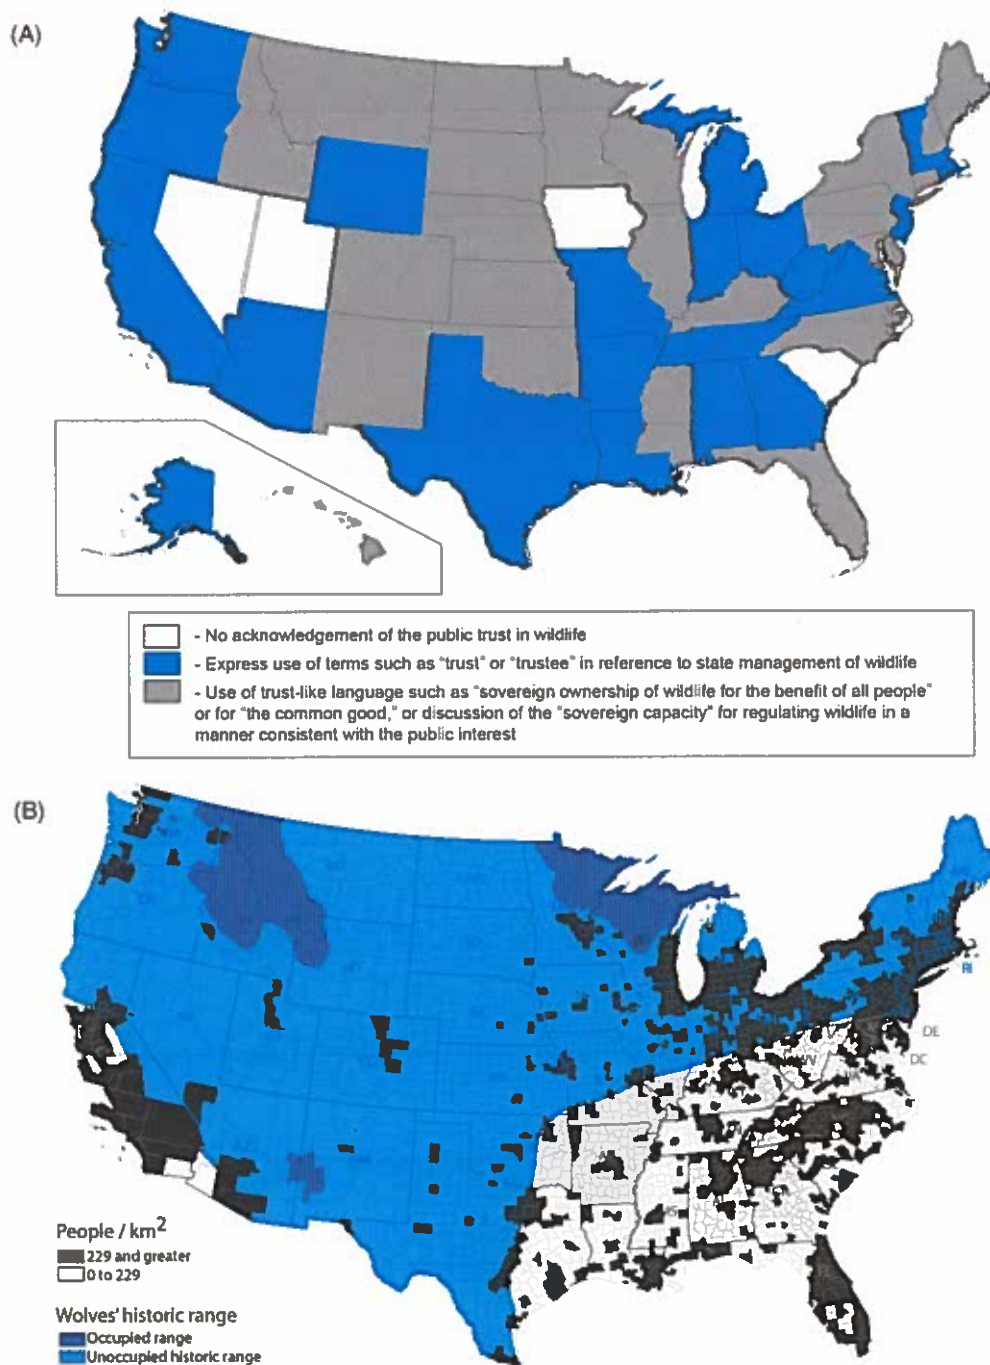 (A)
- No acknowledgement of the public trust in wildlife
- Express use of terms such as "trust" or "trustee" in reference to state management of wildlife
- Use of trust-like language such as "sovereign ownership of wildlife for the benefit of all people"
or for "the common good," or discussion of the "sovereign capacity" for regulating wildlife in a
manner consistent with the public interest
(B)
RI
DE
DC
WV
People / km²
229 and greater
0 to 229
Wolves' historic range
Occupied range
Unoccupied historic range